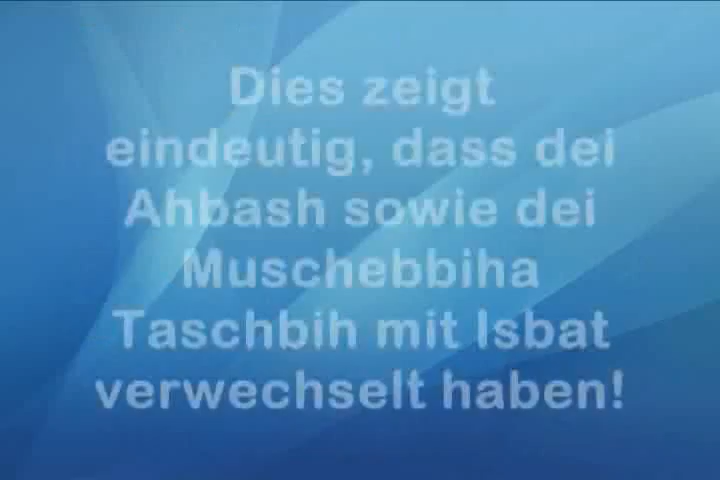 Dies zeigt
eindeutig, dass dei
Ahbash sowie dei
Muschebbiha
Taschbih mit Isbat
verwechselt haben!